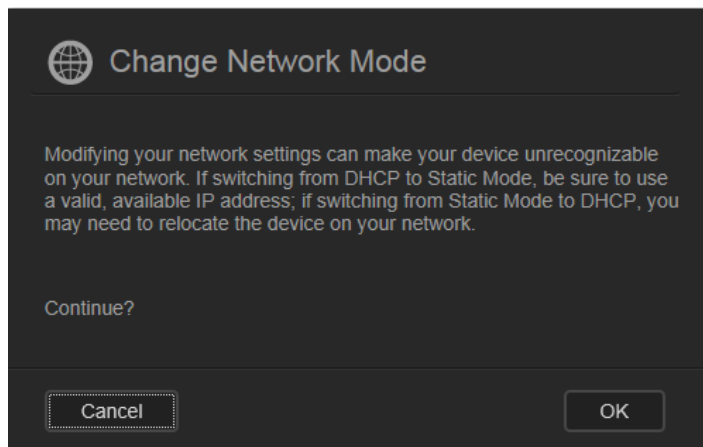 Change Network Mode
Modifying your network settings can make your device unrecognizable
on your network. If switching from DHCP to Static Mode, be sure to use
a valid, available IP address; if switching from Static Mode to DHCP, you
may need to relocate the device on your network.
Continue?
Cancel
OK